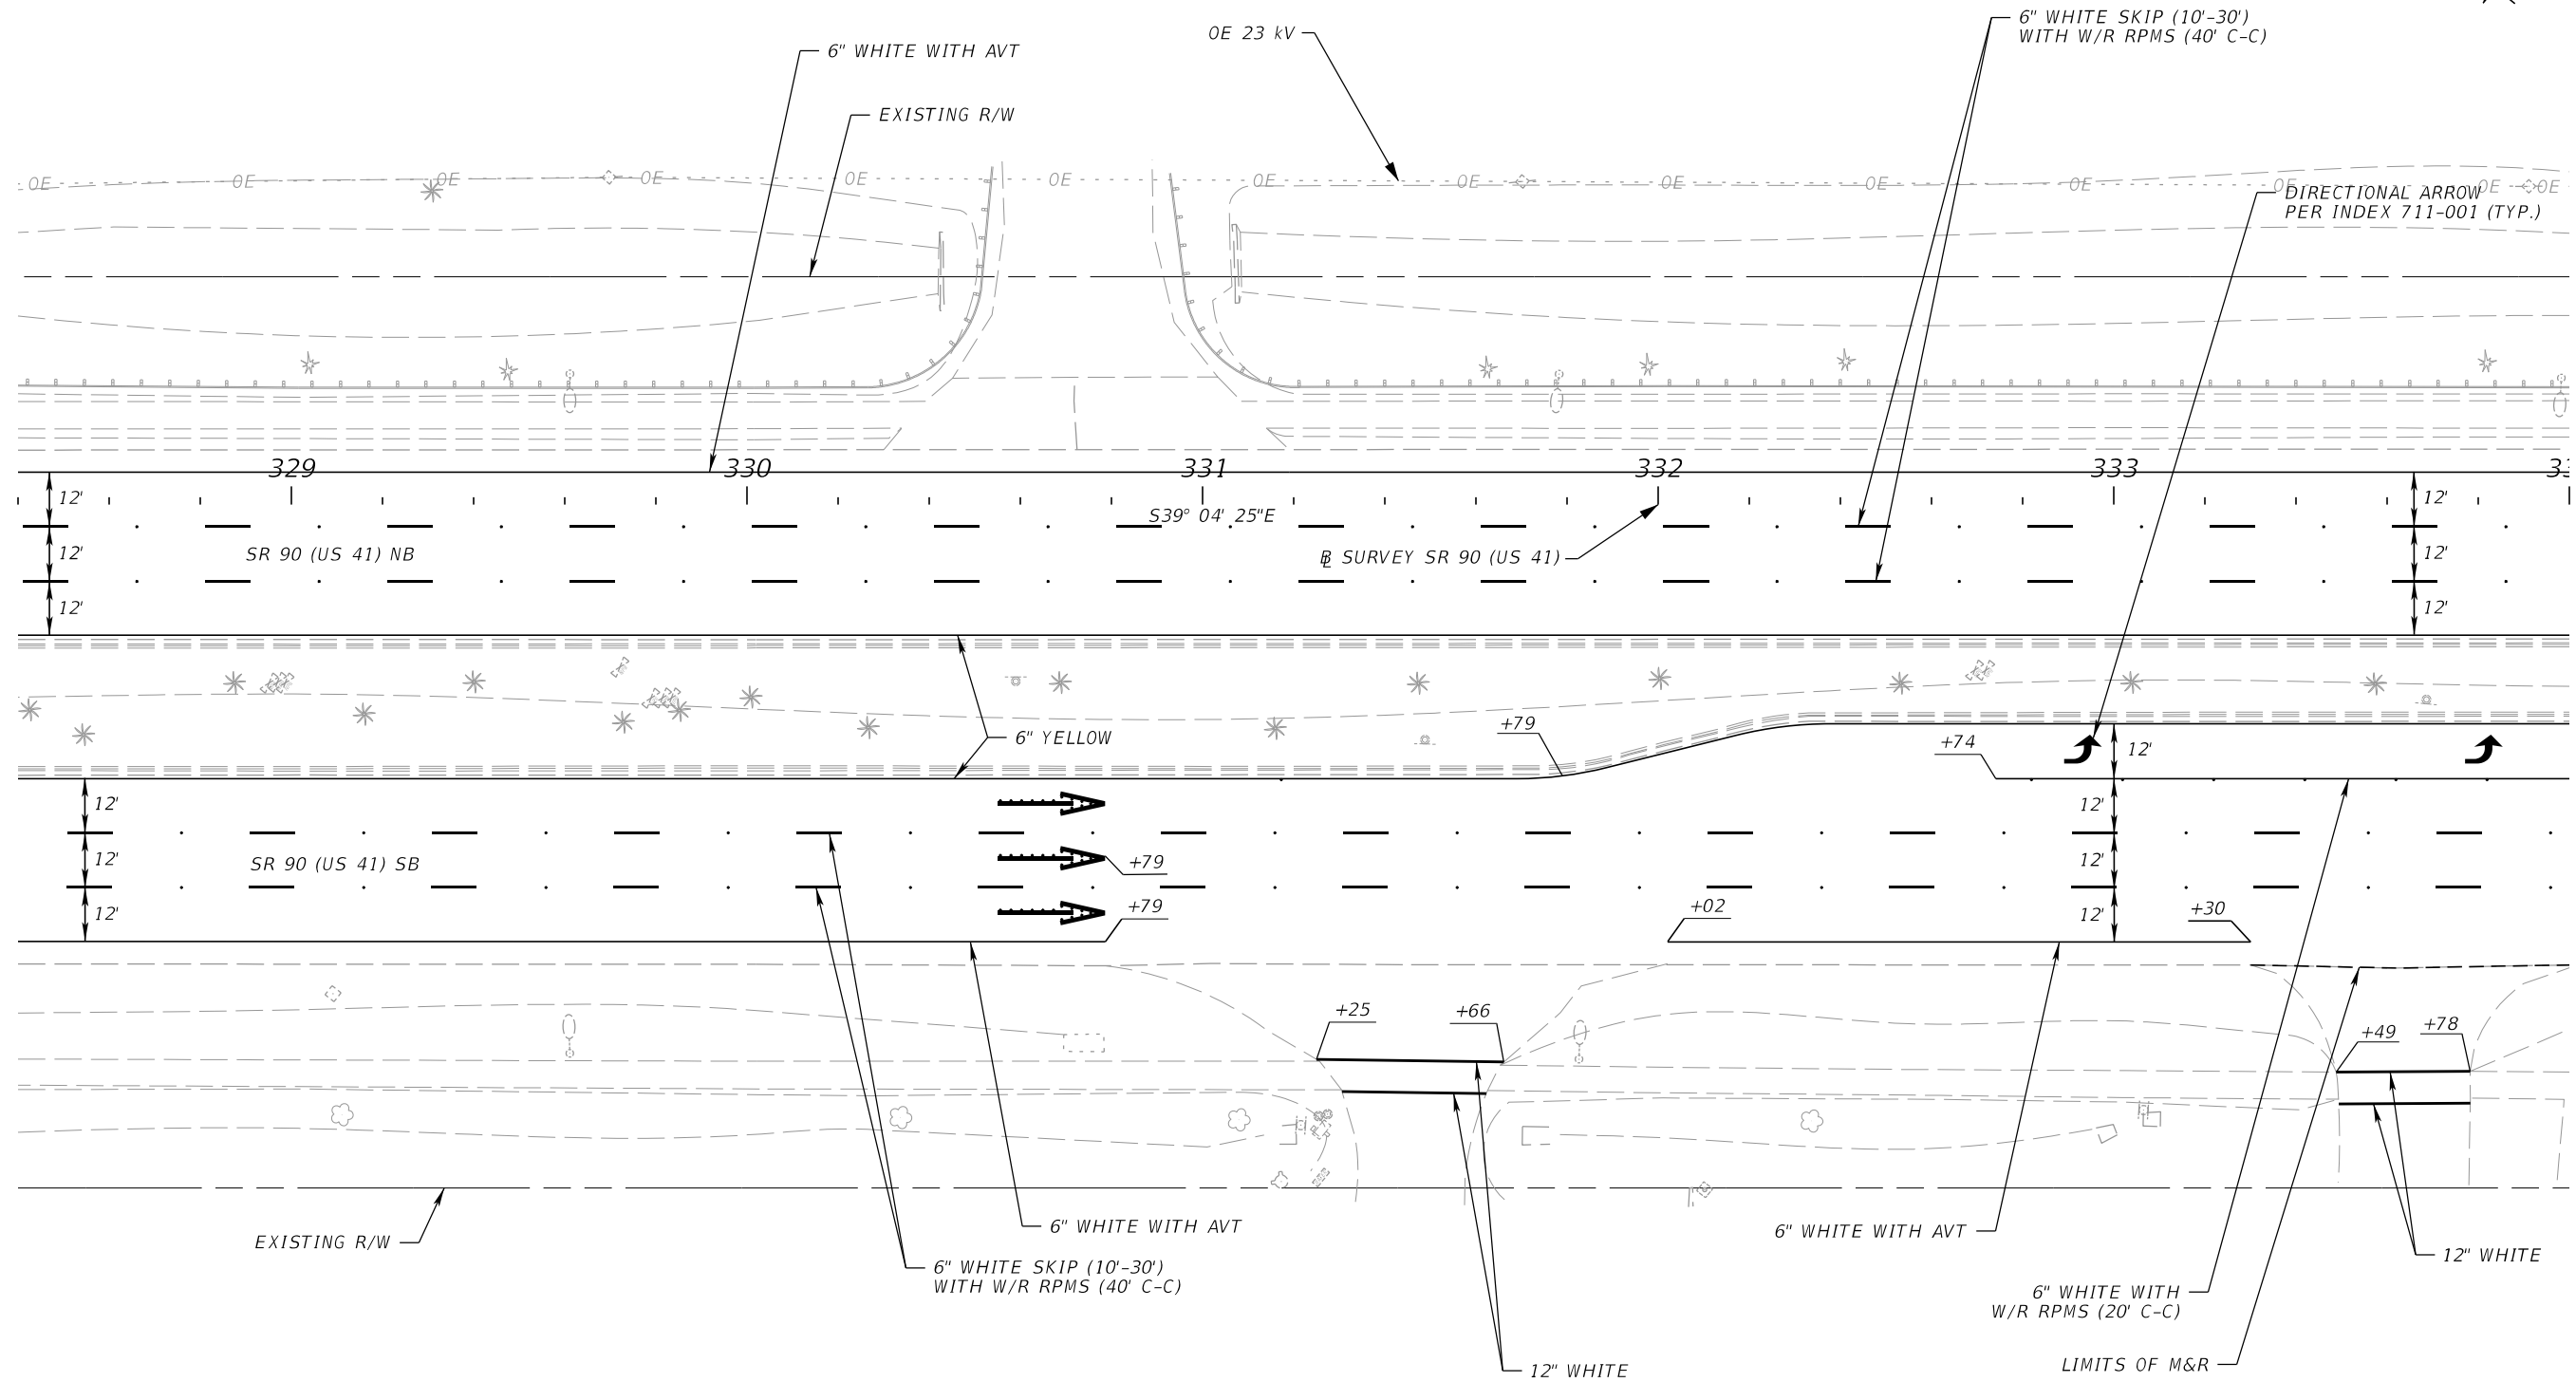 6" WHITE SKIP (10'-30')
WITH W/R RPMS (40' C-C)
OE 23 kV
6" WHITE WITH AVT
EXISTING R/W
OE OE OE OE OE OE OE OE OE OE OE OE OE OE
DIRECTIONAL ARROW
PER INDEX 711-001 (TYP.)
329 330 331 332 333
12' 12'
S39° 04' 25"E
SR 90 (US 41) NB
12' 12'
BL SURVEY SR 90 (US 41)
12' 12'
+79
6" YELLOW
+74
12'
12' 12'
12' 12'
SR 90 (US 41) SB
+79
12' 12'
+79
+02
+30
+25
+66
+49
+78
EXISTING R/W
6" WHITE WITH AVT
6" WHITE WITH AVT
12" WHITE
6" WHITE SKIP (10'-30')
WITH W/R RPMS (40' C-C)
6" WHITE WITH
W/R RPMS (20' C-C)
12" WHITE
LIMITS OF M&R